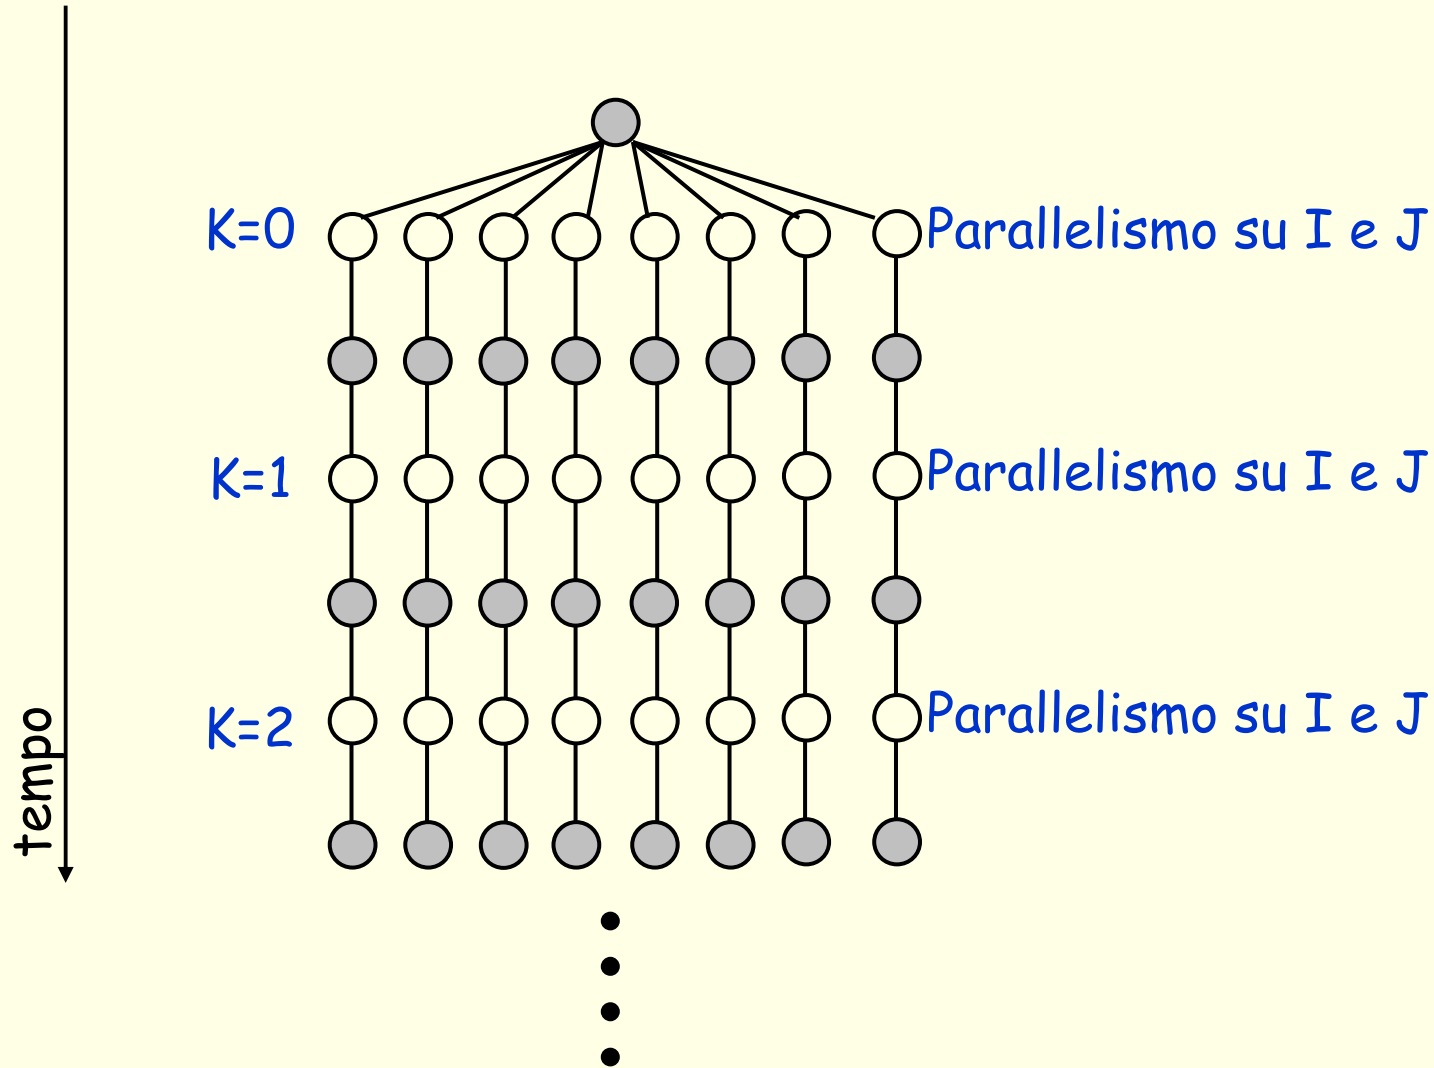 K=0
Parallelismo su I e J
K=1
Parallelismo su I e J
K=2
Parallelismo su I e J
tempo